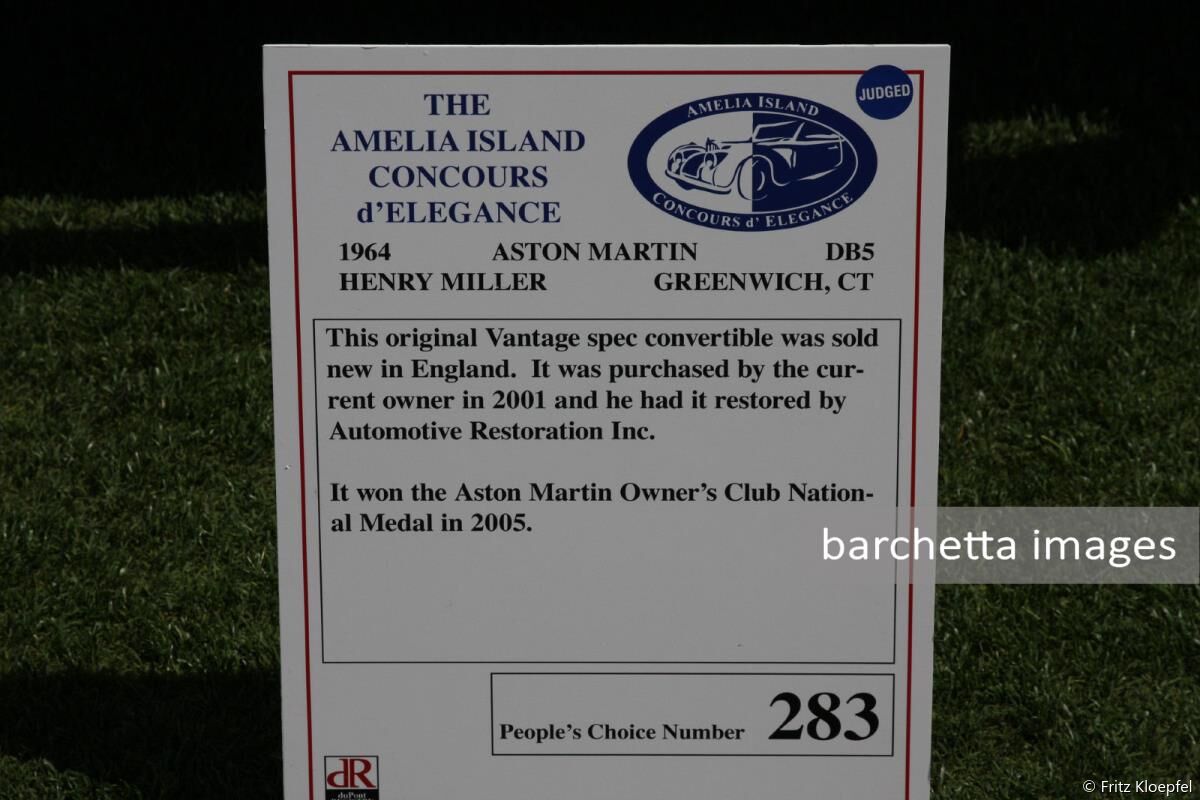 THE
AMELIA ISLAND
CONCOURS
d'ELEGANCE
AMELIA ISLAND
CONCOURS d' ELEGANCE
JUDGED
1964 ASTON MARTIN DB5
HENRY MILLER GREENWICH, CT
This original Vantage spec convertible was sold
new in England. It was purchased by the cur-
rent owner in 2001 and he had it restored by
Automotive Restoration Inc.
It won the Aston Martin Owner's Club Nation-
al Medal in 2005.
barchetta images
People's Choice Number 283
dR
duPont
© Fritz Kloepfel